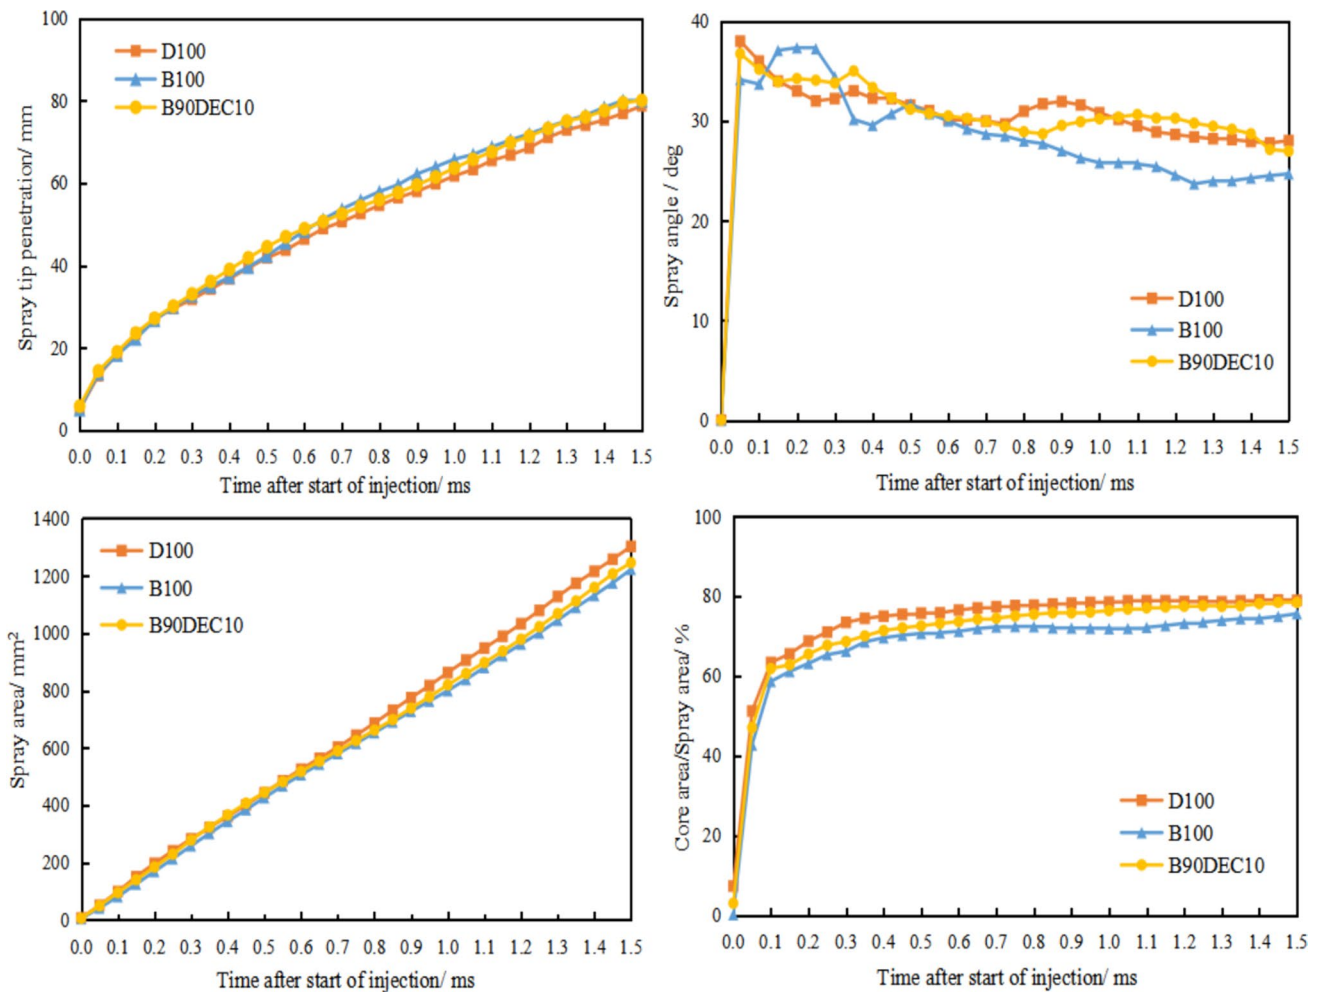 100
80
60
40
20
0
Spray tip penetration/ mm
D100
B100
B90DEC10
0.0 0.1 0.2 0.3 0.4 0.5 0.6 0.7 0.8 0.9 1.0 1.1 1.2 1.3 1.4 1.5
Time after start of injection/ ms
40
30
20
10
0
Spray angle / deg
D100
B100
B90DEC10
0.0 0.1 0.2 0.3 0.4 0.5 0.6 0.7 0.8 0.9 1.0 1.1 1.2 1.3 1.4 1.5
Time after start of injection/ ms
1400
1200
1000
800
600
400
200
0
Spray area/ mm²
D100
B100
B90DEC10
0.0 0.1 0.2 0.3 0.4 0.5 0.6 0.7 0.8 0.9 1.0 1.1 1.2 1.3 1.4 1.5
Time after start of injection/ ms
100
80
60
40
20
0
Core area/Spray area/ %
D100
B100
B90DEC10
0.0 0.1 0.2 0.3 0.4 0.5 0.6 0.7 0.8 0.9 1.0 1.1 1.2 1.3 1.4 1.5
Time after start of injection/ ms